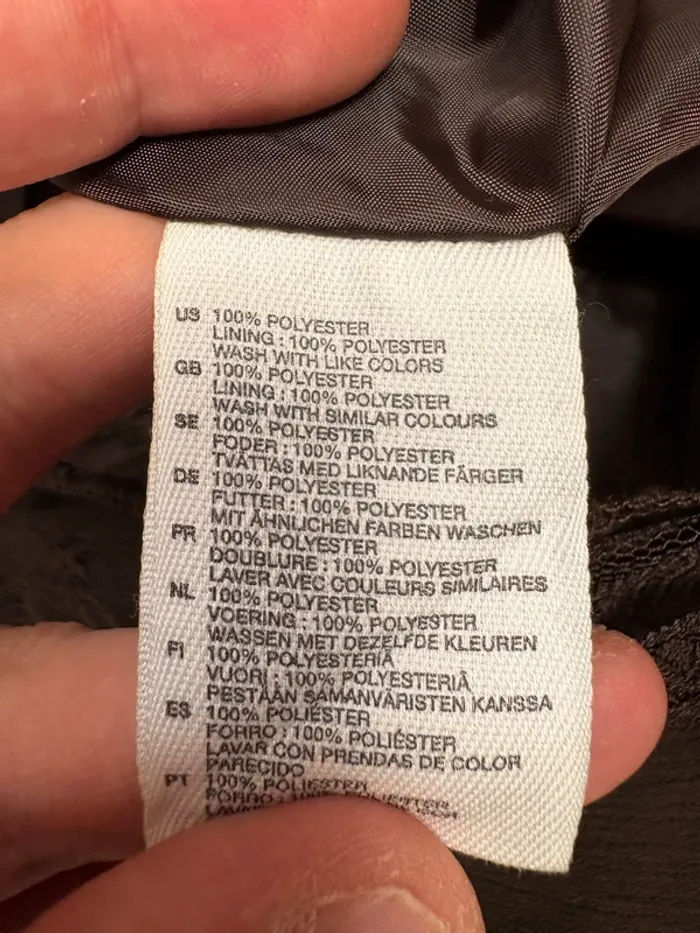 US 100% POLYESTER
LINING : 100% POLYESTER
WASH WITH LIKE COLORS
GB 100% POLYESTER
LINING : 100% POLYESTER
WASH WITH SIMILAR COLOURS
SE 100% POLYESTER
FODER : 100% POLYESTER
TVÄTTAS MED LIKNANDE FÄRGER
DE 100% POLYESTER
FUTTER : 100% POLYESTER
MIT ÄHNLICHEN FARBEN WASCHEN
FR 100% POLYESTER
DOUBLURE : 100% POLYESTER
LAVER AVEC COULEURS SIMILAIRES
NL 100% POLYESTER
VOERING : 100% POLYESTER
WASSEN MET DEZELFDE KLEUREN
FI 100% POLYESTERIÄ
VUORI : 100% POLYESTERIÄ
PESTÄÄN SAMANVÄRISTEN KANSSA
ES 100% POLIÉSTER
FORRO : 100% POLIÉSTER
LAVAR CON PRENDAS DE COLOR
PARECIDO
PT 100% POLIÉSTER
FORRO :